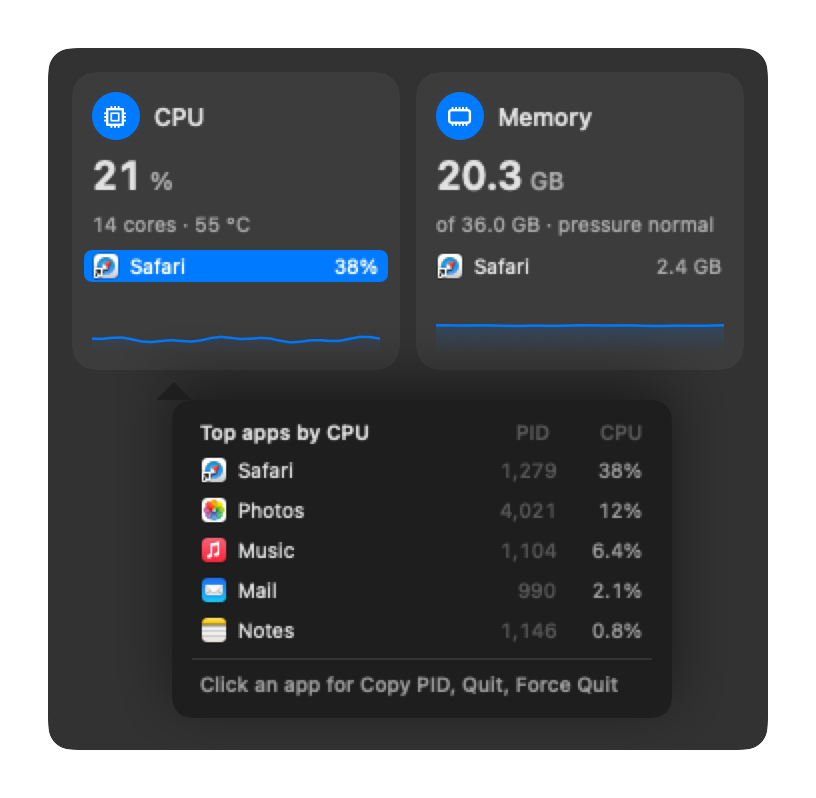 CPU
21 %
14 cores · 55 °C
Safari 38%
Memory
20.3 GB
of 36.0 GB · pressure normal
Safari 2.4 GB
Top apps by CPU PID CPU
Safari 1,279 38%
Photos 4,021 12%
Music 1,104 6.4%
Mail 990 2.1%
Notes 1,146 0.8%
Click an app for Copy PID, Quit, Force Quit